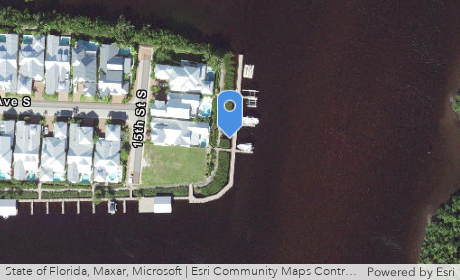 Ave S
15th St S
State of Florida, Maxar, Microsoft | Esri Community Maps Contr... Powered by Esri